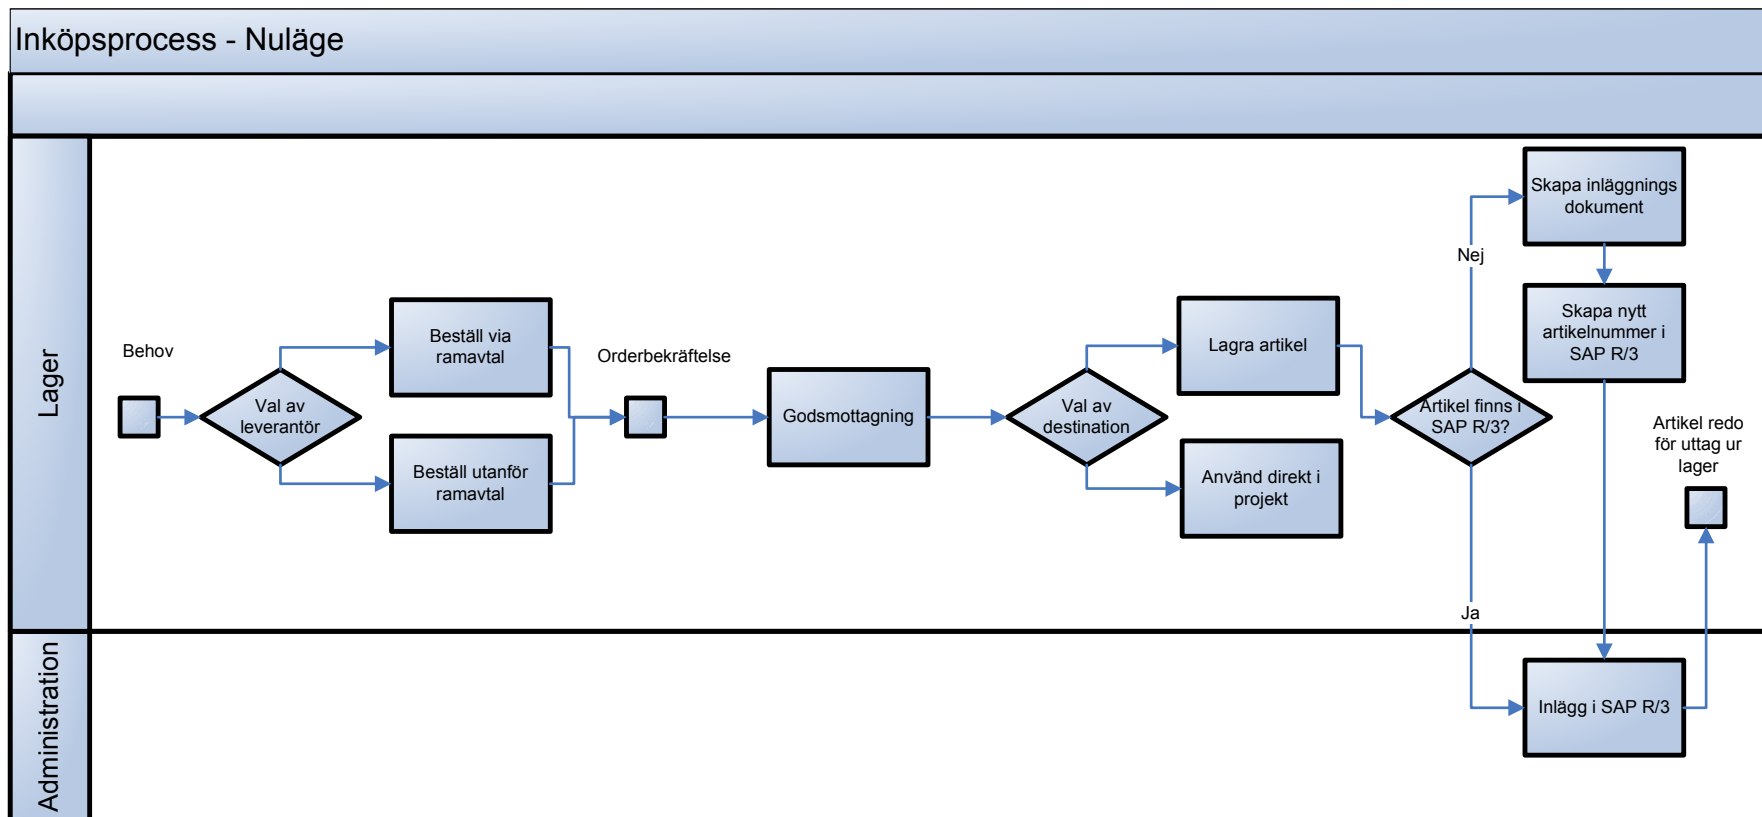 Inköpsprocess - Nuläge
Lager
Behov
Val av
leverantör
Beställ via
ramavtal
Beställ utanför
ramavtal
Orderbekräftelse
Godsmottagning
Val av
destination
Lagra artikel
Använd direkt i
projekt
Artikel finns i
SAP R/3?
Nej
Ja
Skapa inläggnings
dokument
Skapa nytt
artikelnummer i
SAP R/3
Artikel redo
för uttag ur
lager
Administration
Inlägg i SAP R/3